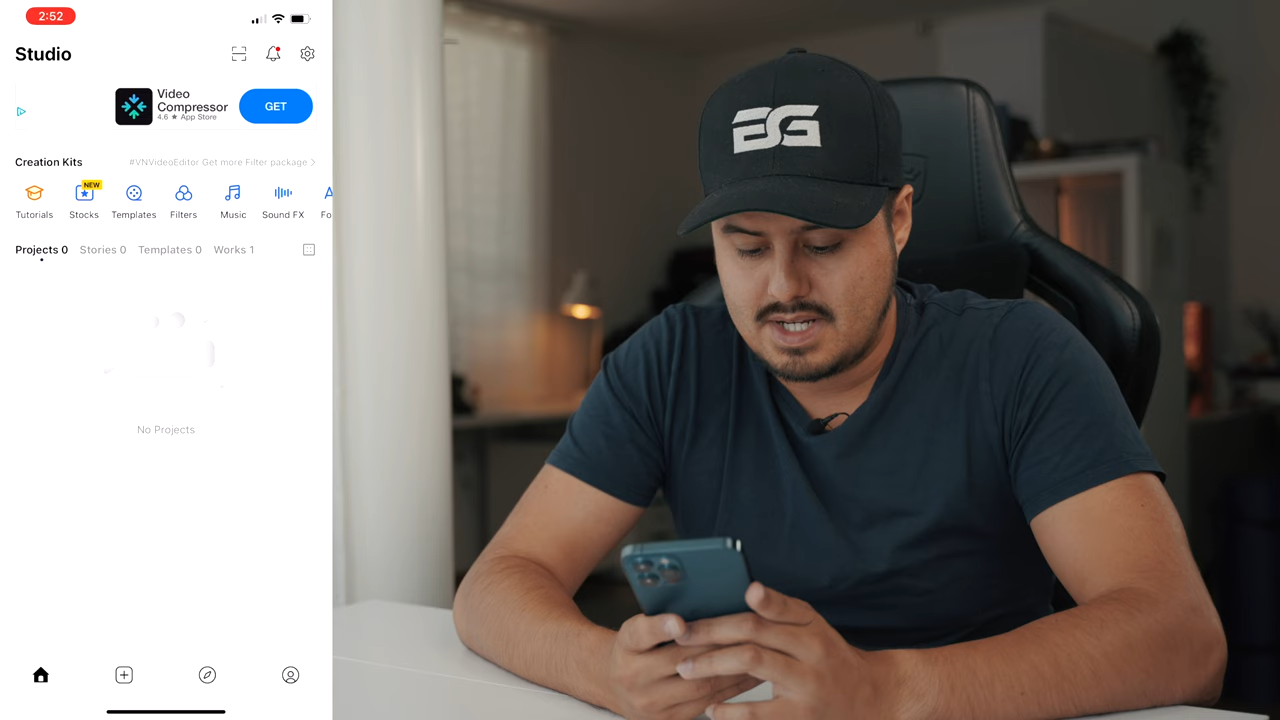 2:52
Studio
Video
Compressor
4.6 ★ App Store
GET
Creation Kits
#VNVideoEditor Get more Filter package >
NEW
Tutorials
Stocks
Templates
Filters
Music
Sound FX
Projects 0
Stories 0
Templates 0
Works 1
No Projects
BG